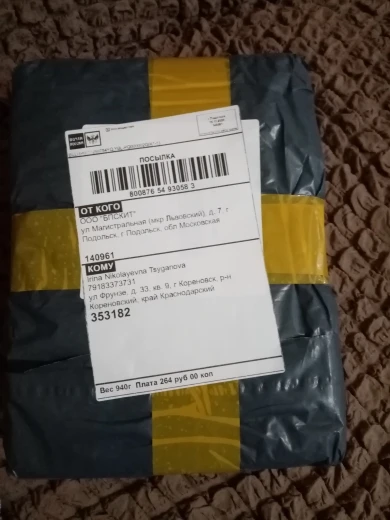 ПОЧТА РОССИИ
ПОСЫЛКА
800876 54 93058 3
ОТ КОГО
ООО "БПСКИТ"
ул Магистральная (мкр Львовский), д. 7, г
Подольск, г Подольск, обл Московская
140961
КОМУ
Irina Nikolayevna Tsyganova
79183373731
ул Фрунзе, д. 33, кв. 9, г Кореновск, р-н
Кореновский, край Краснодарский
353182
Вес 940г Плата 264 руб 00 коп